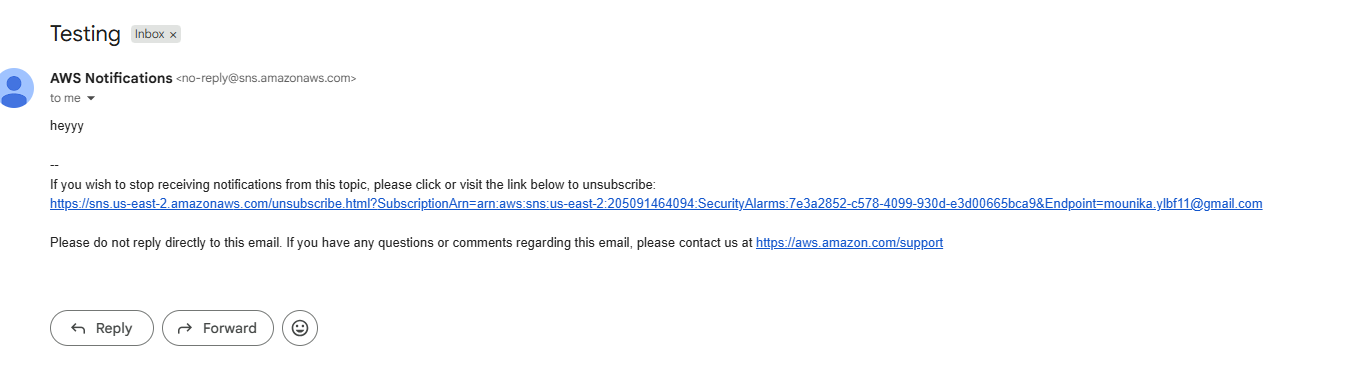 Testing Inbox ×
AWS Notifications <no-reply@sns.amazonaws.com>
to me
heyyy
--
If you wish to stop receiving notifications from this topic, please click or visit the link below to unsubscribe:
https://sns.us-east-2.amazonaws.com/unsubscribe.html?SubscriptionArn=arn:aws:sns:us-east-2:205091464094:SecurityAlarms:7e3a2852-c578-4099-930d-e3d00665bca9&Endpoint=mounika.ylbf11@gmail.com
Please do not reply directly to this email. If you have any questions or comments regarding this email, please contact us at https://aws.amazon.com/support
Reply Forward